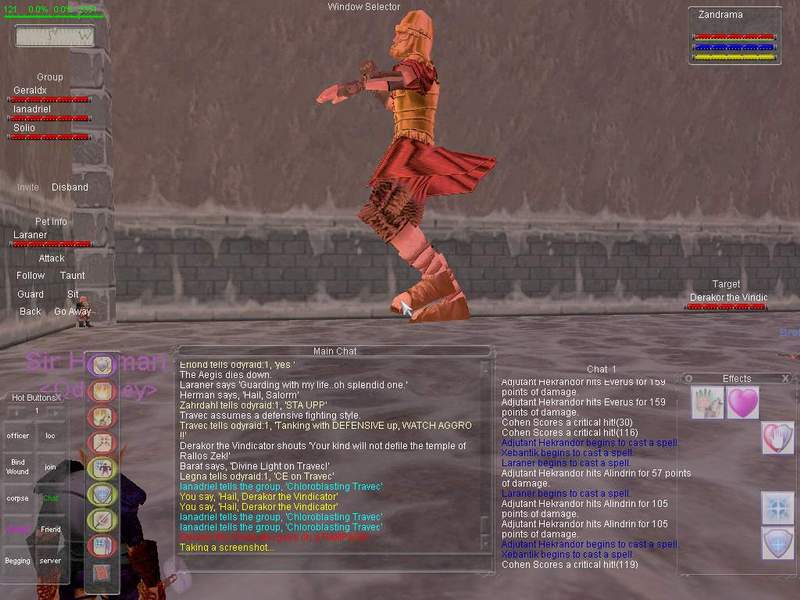 Window Selector
121 0.0% 0.0%
Zandrama
Group
Geraldx
Ianadriel
Solio
Invite Disband
Pet Info
Laraner
Attack
Follow Taunt
Guard Sit
Back Go Away
Target
Derakor the Vindic
Sir
Main Chat
Eriond tells odyraid:1, 'yes '
The Aegis dies down.
Laraner says 'Guarding with my life..oh splendid one.'
Herman says, 'Hail, Salorm'
Zahrdahl tells odyraid:1, 'STA UPP'
Travec assumes a defensive fighting style.
Travec tells odyraid:1, 'Tanking with DEFENSIVE up, WATCH AGGRO
!!'
Derakor the Vindicator shouts 'Your kind will not defile the temple of
Rallos Zek!'
Barat says, 'Divine Light on Travec!'
Legna tells odyraid:1, 'CE on Travec'
Ianadriel tells the group, 'Chloroblasting Travec'
You say, 'Hail, Derakor the Vindicator'
You say, 'Hail, Derakor the Vindicator'
Ianadriel tells the group, 'Chloroblasting Travec'
Ianadriel tells the group, 'Chloroblasting Travec'
Taking a screenshot...
Chat 1
Adjutant Hekrandor hits Everus for 159
points of damage.
Adjutant Hekrandor hits Everus for 159
points of damage.
Cohen Scores a critical hit!(30)
Cohen Scores a critical hit!(116)
Adjutant Hekrandor begins to cast a spell.
Xebantik begins to cast a spell.
Laraner begins to cast a spell.
Adjutant Hekrandor hits Alindrin for 57 points
of damage.
Laraner begins to cast a spell.
Adjutant Hekrandor hits Alindrin for 105
points of damage.
Adjutant Hekrandor hits Alindrin for 105
points of damage.
Adjutant Hekrandor begins to cast a spell.
Xebantik begins to cast a spell.
Cohen Scores a critical hit!(119)
Effects X
Hot Buttons X
1
officer loc
Bind
Wound join
corpse Chat
Friend
Begging server